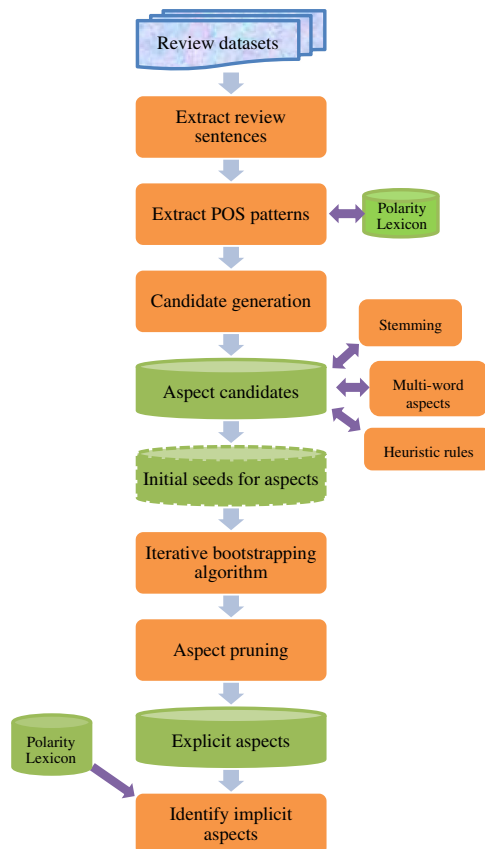 Review datasets
Extract review
sentences
Extract POS patterns
Polarity
Lexicon
Candidate generation
Stemming
Aspect candidates
Multi-word
aspects
Heuristic rules
Initial seeds for aspects
Iterative bootstrapping
algorithm
Aspect pruning
Explicit aspects
Polarity
Lexicon
Identify implicit
aspects